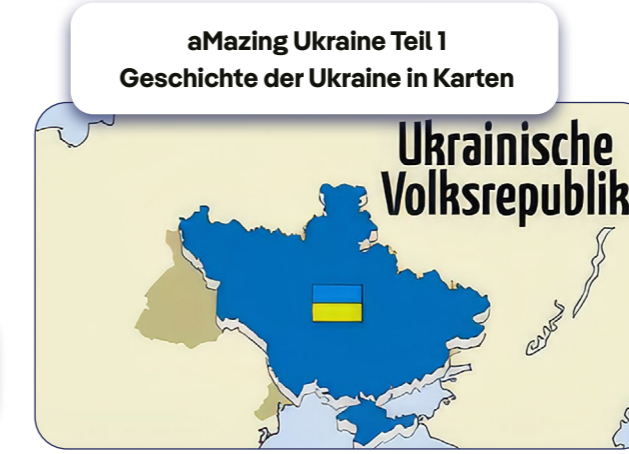 aMazing Ukraine Teil 1
Geschichte der Ukraine in Karten
Ukrainische
Volksrepublik